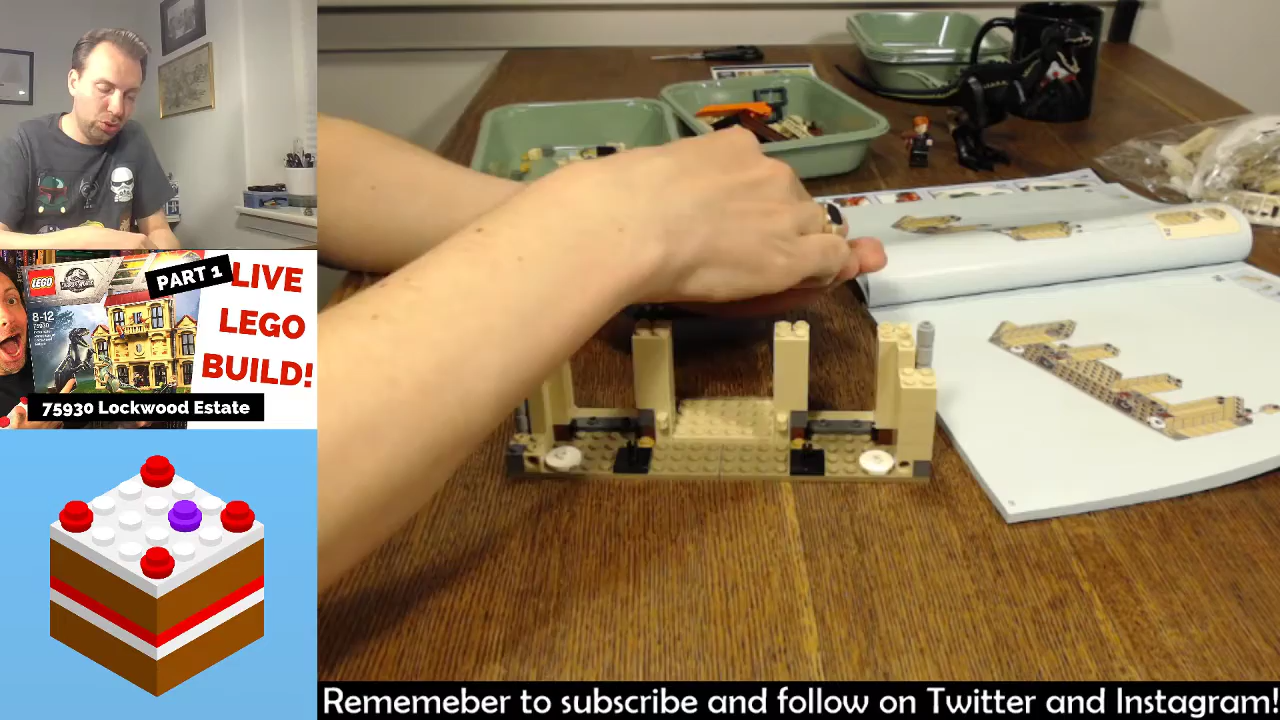 PART 1
LIVE
LEGO
BUILD!
LEGO
8-12
75930
75930 Lockwood Estate
Rememeber to subscribe and follow on Twitter and Instagram!